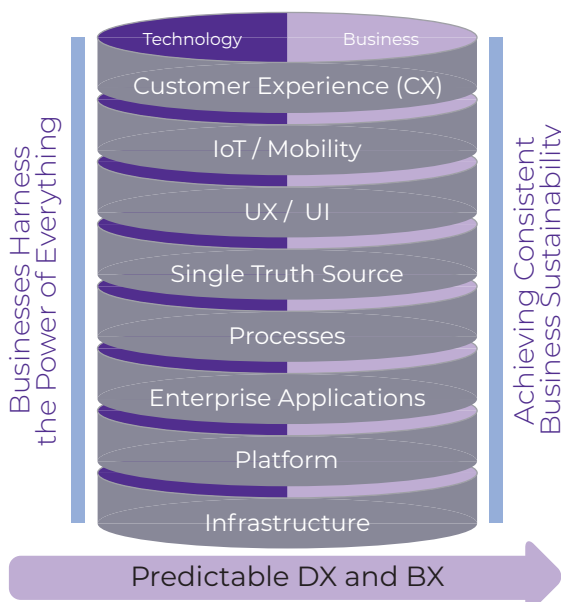 Technology
Business
Customer Experience (CX)
IoT / Mobility
UX / UI
Single Truth Source
Processes
Enterprise Applications
Platform
Infrastructure
Businesses Harness
the Power of Everything
Achieving Consistent
Business Sustainability
Predictable DX and BX